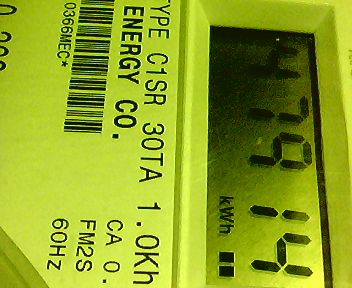 47914
kWh
TYPE C1SR 30TA 1.0Kh
ENERGY CO.
CA 0.
FM2S
60HZ
0366MEC*